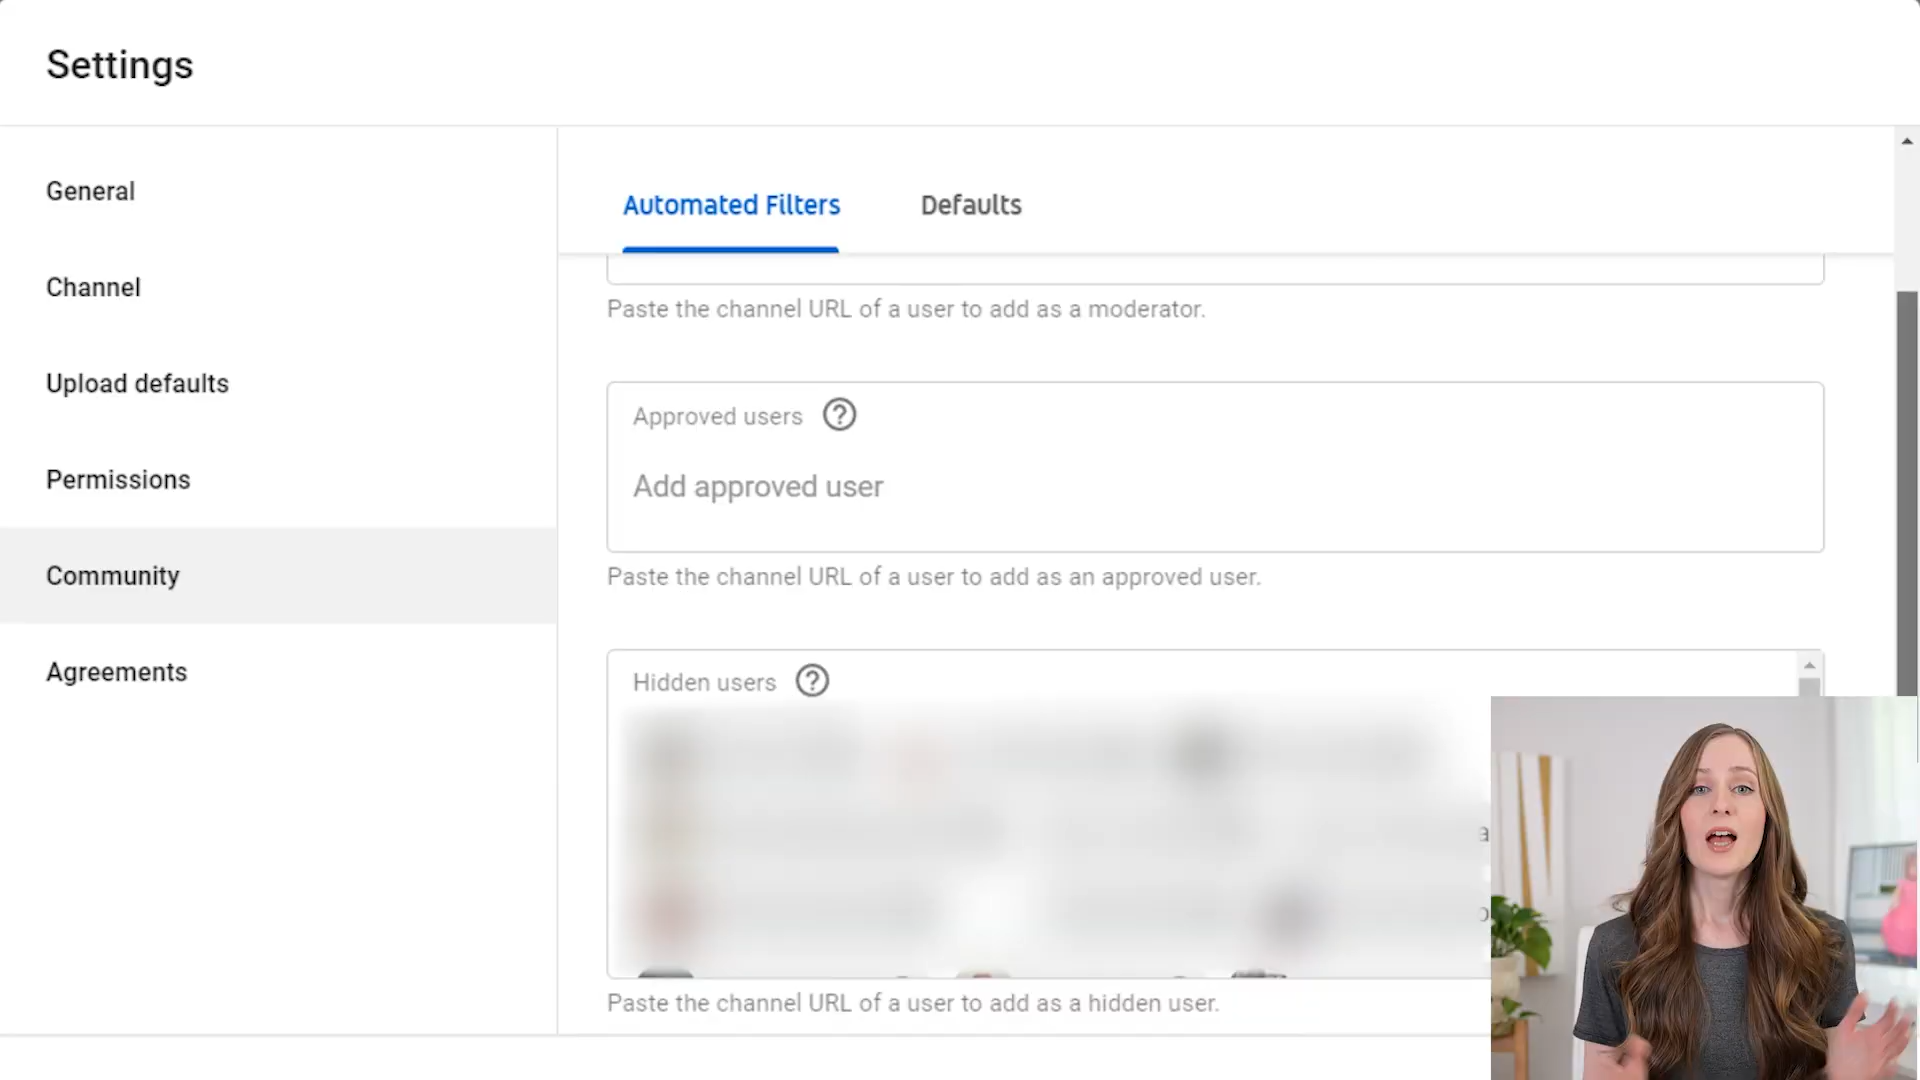 Settings
General
Channel
Upload defaults
Permissions
Community
Agreements
Automated Filters
Defaults
Paste the channel URL of a user to add as a moderator.
Approved users
Add approved user
Paste the channel URL of a user to add as an approved user.
Hidden users
Paste the channel URL of a user to add as a hidden user.